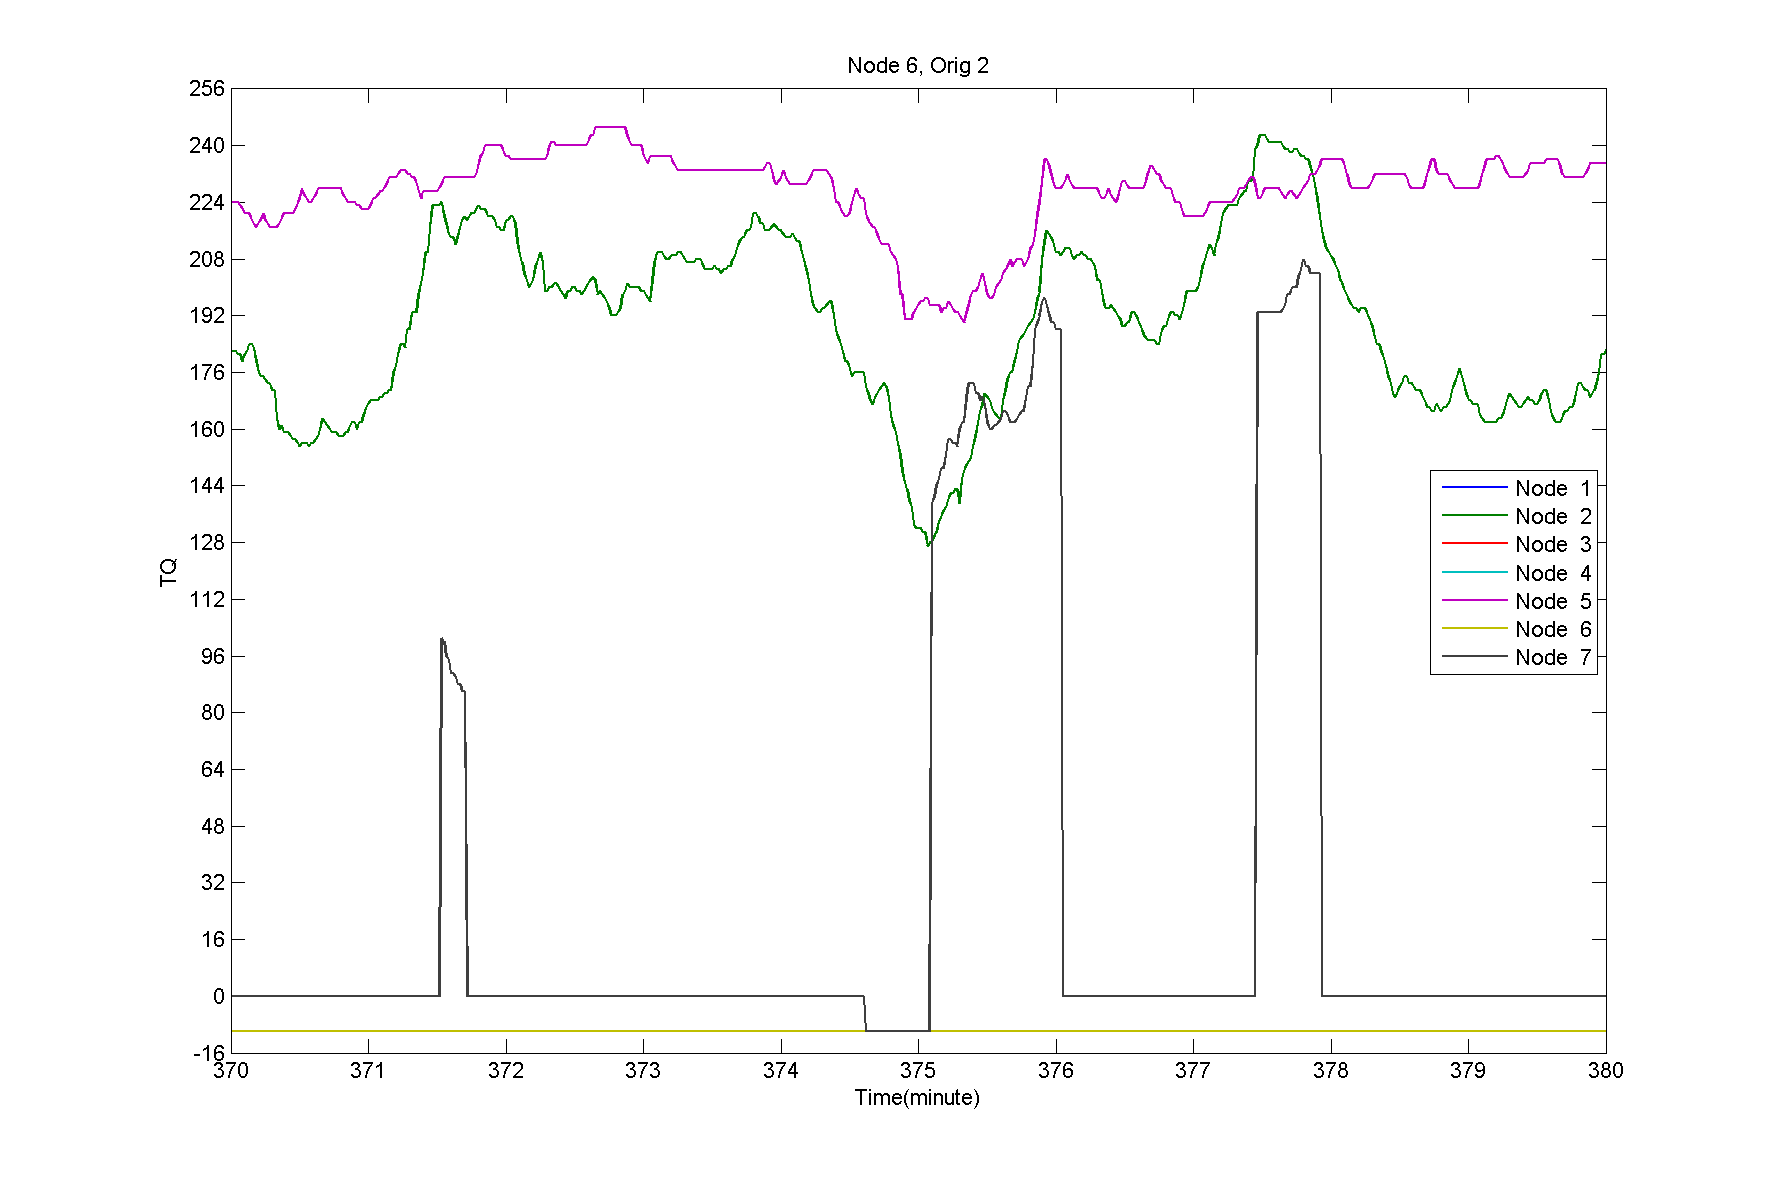 Node 6, Orig 2
256
240
224
208
192
176
160
144
128
112
96
80
64
48
32
16
0
-16
TQ
Node 1
Node 2
Node 3
Node 4
Node 5
Node 6
Node 7
370 371 372 373 374 375 376 377 378 379 380
Time(minute)